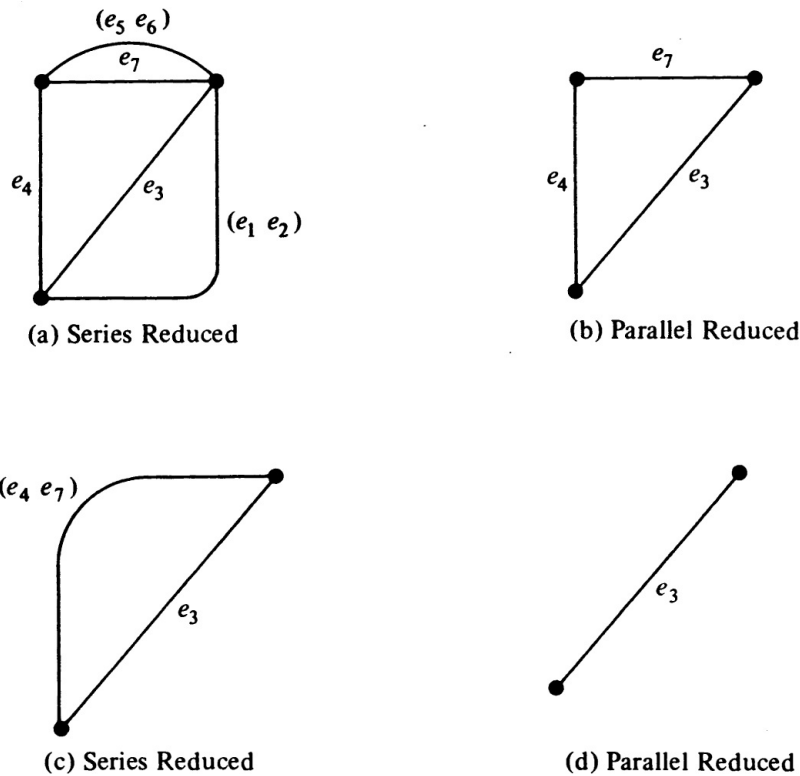 (e₅ e₆)
e₇
e₄
e₃
(e₁ e₂)
(a) Series Reduced
e₇
e₄
e₃
(b) Parallel Reduced
(e₄ e₇)
e₃
(c) Series Reduced
e₃
(d) Parallel Reduced